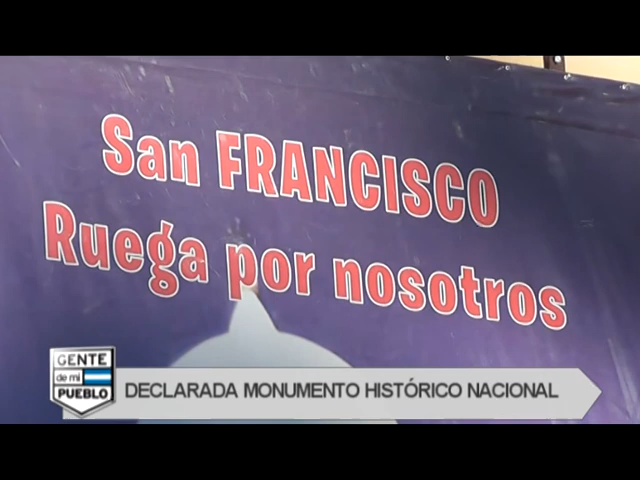 San FRANCISCO
Ruega por nosotros
GENTE
de mi
PUEBLO
DECLARADA MONUMENTO HISTÓRICO NACIONAL